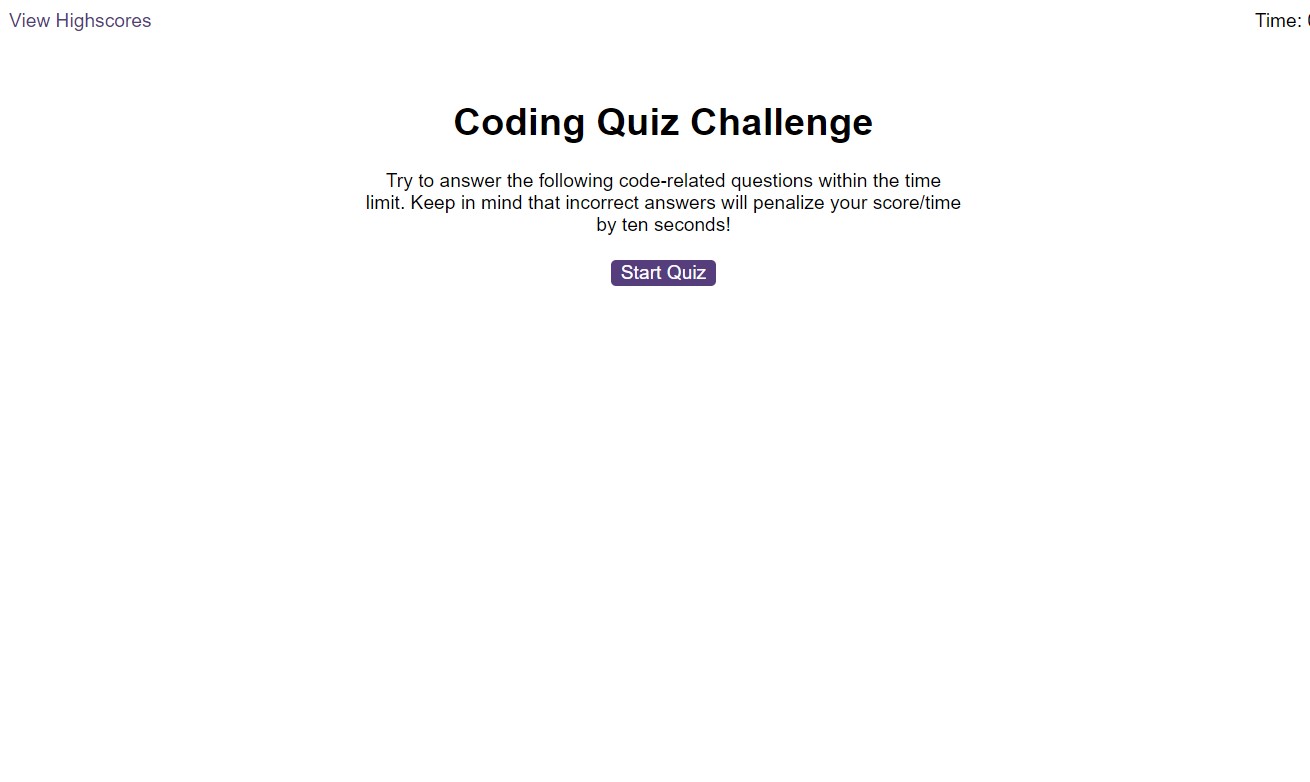 View Highscores
Time:
Coding Quiz Challenge
Try to answer the following code-related questions within the time
limit. Keep in mind that incorrect answers will penalize your score/time
by ten seconds!
Start Quiz